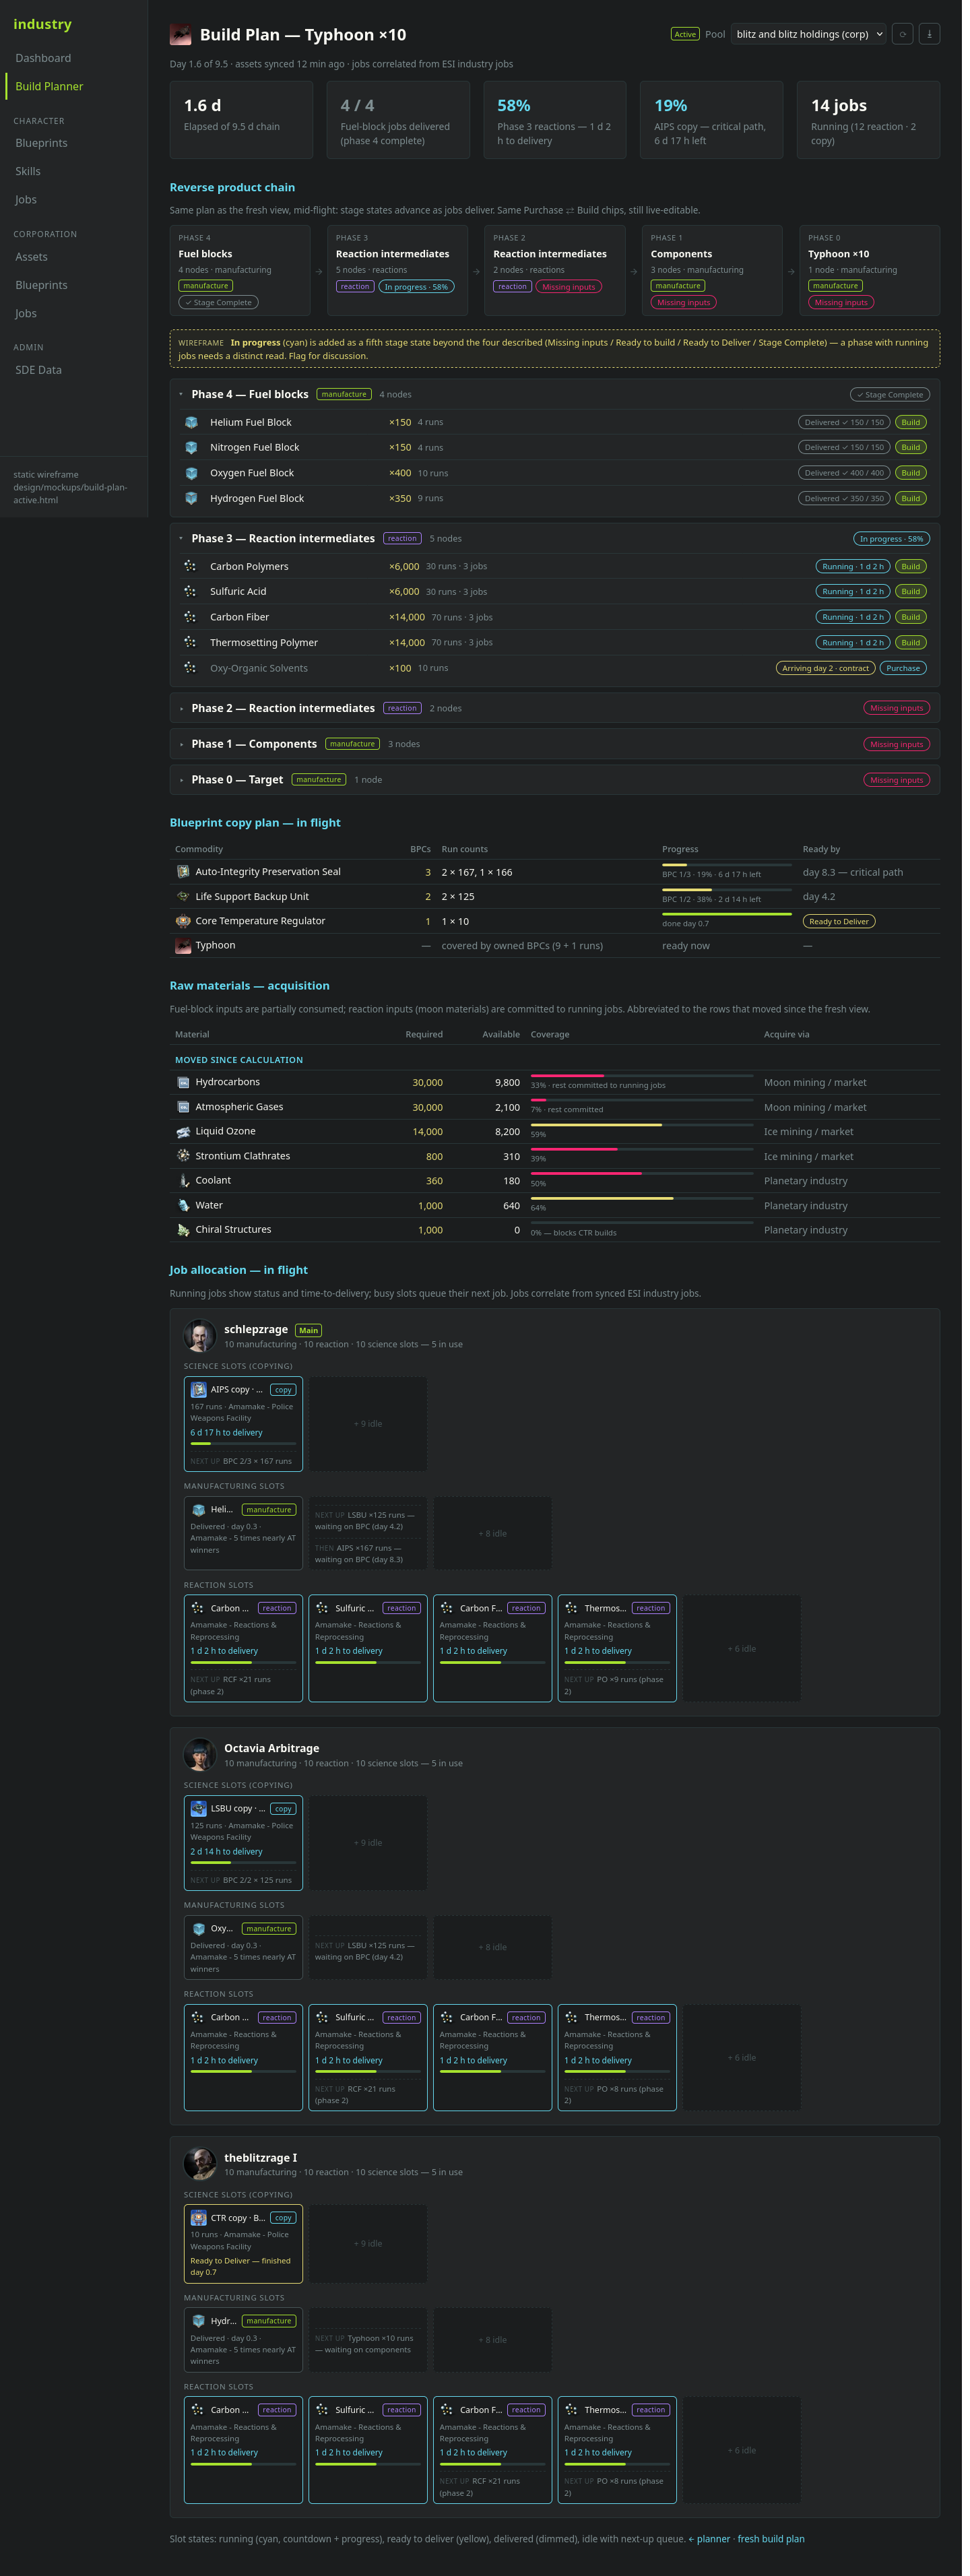 industry
Dashboard
Build Planner
CHARACTER
Blueprints
Skills
Jobs
CORPORATION
Assets
Blueprints
Jobs
ADMIN
SDE Data
static wireframe
design/mockups/build-plan-
active.html
Build Plan — Typhoon ×10
Active Pool blitz and blitz holdings (corp)
Day 1.6 of 9.5 · assets synced 12 min ago · jobs correlated from ESI industry jobs
1.6 d
Elapsed of 9.5 d chain
4 / 4
Fuel-block jobs delivered
(phase 4 complete)
58%
Phase 3 reactions — 1 d 2
h to delivery
19%
AIPS copy — critical path,
6 d 17 h left
14 jobs
Running (12 reaction · 2
copy)
Reverse product chain
Same plan as the fresh view, mid-flight: stage states advance as jobs deliver. Same Purchase ⇄ Build chips, still live-editable.
PHASE 4
Fuel blocks
4 nodes · manufacturing
manufacture
✓ Stage Complete
→
PHASE 3
Reaction intermediates
5 nodes · reactions
reaction In progress · 58%
→
PHASE 2
Reaction intermediates
2 nodes · reactions
reaction Missing inputs
→
PHASE 1
Components
3 nodes · manufacturing
manufacture
Missing inputs
→
PHASE 0
Typhoon ×10
1 node · manufacturing
manufacture
Missing inputs
WIREFRAME In progress (cyan) is added as a fifth stage state beyond the four described (Missing inputs / Ready to build / Ready to Deliver / Stage Complete) — a phase with running
jobs needs a distinct read. Flag for discussion.
Phase 4 — Fuel blocks manufacture 4 nodes ✓ Stage Complete
Helium Fuel Block ×150 4 runs Delivered ✓ 150 / 150 Build
Nitrogen Fuel Block ×150 4 runs Delivered ✓ 150 / 150 Build
Oxygen Fuel Block ×400 10 runs Delivered ✓ 400 / 400 Build
Hydrogen Fuel Block ×350 9 runs Delivered ✓ 350 / 350 Build
Phase 3 — Reaction intermediates reaction 5 nodes In progress · 58%
Carbon Polymers ×6,000 30 runs · 3 jobs Running · 1 d 2 h Build
Sulfuric Acid ×6,000 30 runs · 3 jobs Running · 1 d 2 h Build
Carbon Fiber ×14,000 70 runs · 3 jobs Running · 1 d 2 h Build
Thermosetting Polymer ×14,000 70 runs · 3 jobs Running · 1 d 2 h Build
Oxy-Organic Solvents ×100 10 runs Arriving day 2 · contract Purchase
Phase 2 — Reaction intermediates reaction 2 nodes Missing inputs
Phase 1 — Components manufacture 3 nodes Missing inputs
Phase 0 — Target manufacture 1 node Missing inputs
Blueprint copy plan — in flight
Commodity BPCs Run counts Progress Ready by
Auto-Integrity Preservation Seal 3 2 × 167, 1 × 166 BPC 1/3 · 19% · 6 d 17 h left day 8.3 — critical path
Life Support Backup Unit 2 2 × 125 BPC 1/2 · 38% · 2 d 14 h left day 4.2
Core Temperature Regulator 1 1 × 10 done day 0.7 Ready to Deliver
Typhoon — covered by owned BPCs (9 + 1 runs) ready now —
Raw materials — acquisition
Fuel-block inputs are partially consumed; reaction inputs (moon materials) are committed to running jobs. Abbreviated to the rows that moved since the fresh view.
Material Required Available Coverage Acquire via
MOVED SINCE CALCULATION
Hydrocarbons 30,000 9,800 33% · rest committed to running jobs Moon mining / market
Atmospheric Gases 30,000 2,100 7% · rest committed Moon mining / market
Liquid Ozone 14,000 8,200 59% Ice mining / market
Strontium Clathrates 800 310 39% Ice mining / market
Coolant 360 180 50% Planetary industry
Water 1,000 640 64% Planetary industry
Chiral Structures 1,000 0 0% — blocks CTR builds Planetary industry
Job allocation — in flight
Running jobs show status and time-to-delivery; busy slots queue their next job. Jobs correlate from synced ESI industry jobs.
schlepzrage Main
10 manufacturing · 10 reaction · 10 science slots — 5 in use
SCIENCE SLOTS (COPYING)
AIPS copy · … copy
167 runs · Amamake - Police
Weapons Facility
6 d 17 h to delivery
NEXT UP BPC 2/3 × 167 runs
+ 9 idle
MANUFACTURING SLOTS
Heli… manufacture
Delivered · day 0.3 ·
Amamake - 5 times nearly AT
winners
NEXT UP LSBU ×125 runs —
waiting on BPC (day 4.2)
THEN AIPS ×167 runs —
waiting on BPC (day 8.3)
+ 8 idle
REACTION SLOTS
Carbon … reaction
Amamake - Reactions &
Reprocessing
1 d 2 h to delivery
NEXT UP RCF ×21 runs
(phase 2)
Sulfuric … reaction
Amamake - Reactions &
Reprocessing
1 d 2 h to delivery
Carbon F… reaction
Amamake - Reactions &
Reprocessing
1 d 2 h to delivery
Thermos… reaction
Amamake - Reactions &
Reprocessing
1 d 2 h to delivery
NEXT UP PO ×9 runs (phase
2)
+ 6 idle
Octavia Arbitrage
10 manufacturing · 10 reaction · 10 science slots — 5 in use
SCIENCE SLOTS (COPYING)
LSBU copy · … copy
125 runs · Amamake - Police
Weapons Facility
2 d 14 h to delivery
NEXT UP BPC 2/2 × 125 runs
+ 9 idle
MANUFACTURING SLOTS
Oxy… manufacture
Delivered · day 0.3 ·
Amamake - 5 times nearly AT
winners
NEXT UP LSBU ×125 runs —
waiting on BPC (day 4.2)
+ 8 idle
REACTION SLOTS
Carbon … reaction
Amamake - Reactions &
Reprocessing
1 d 2 h to delivery
Sulfuric … reaction
Amamake - Reactions &
Reprocessing
1 d 2 h to delivery
NEXT UP RCF ×21 runs
(phase 2)
Carbon F… reaction
Amamake - Reactions &
Reprocessing
1 d 2 h to delivery
Thermos… reaction
Amamake - Reactions &
Reprocessing
1 d 2 h to delivery
NEXT UP PO ×8 runs (phase
2)
+ 6 idle
theblitzrage I
10 manufacturing · 10 reaction · 10 science slots — 5 in use
SCIENCE SLOTS (COPYING)
CTR copy · B… copy
10 runs · Amamake - Police
Weapons Facility
Ready to Deliver — finished
day 0.7
+ 9 idle
MANUFACTURING SLOTS
Hydr… manufacture
Delivered · day 0.3 ·
Amamake - 5 times nearly AT
winners
NEXT UP Typhoon ×10 runs
— waiting on components
+ 8 idle
REACTION SLOTS
Carbon … reaction
Amamake - Reactions &
Reprocessing
1 d 2 h to delivery
Sulfuric … reaction
Amamake - Reactions &
Reprocessing
1 d 2 h to delivery
Carbon F… reaction
Amamake - Reactions &
Reprocessing
1 d 2 h to delivery
NEXT UP RCF ×21 runs
(phase 2)
Thermos… reaction
Amamake - Reactions &
Reprocessing
1 d 2 h to delivery
NEXT UP PO ×8 runs (phase
2)
+ 6 idle
Slot states: running (cyan, countdown + progress), ready to deliver (yellow), delivered (dimmed), idle with next-up queue. ← planner · fresh build plan